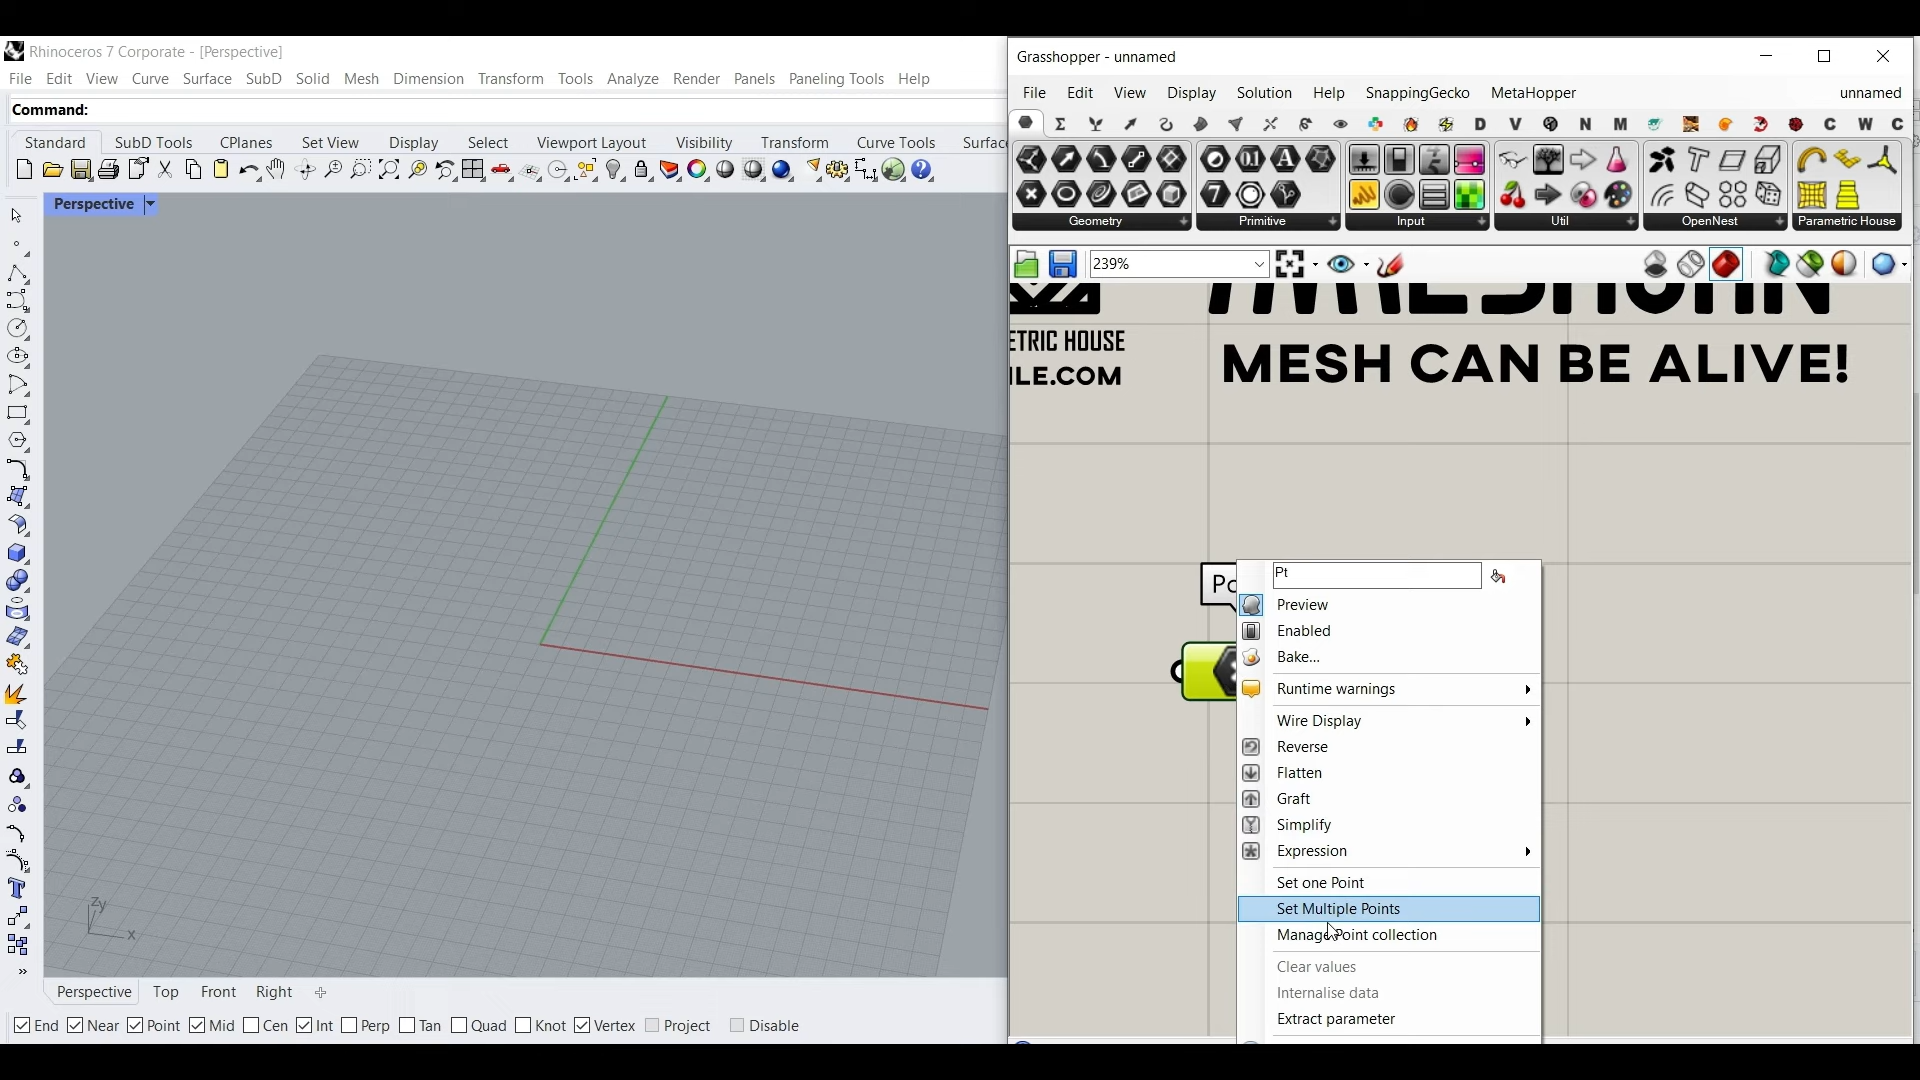 Rhinoceros 7 Corporate - [Perspective]
File Edit View Curve Surface SubD Solid Mesh Dimension Transform Tools Analyze Render Panels Paneling Tools Help
Command:
Standard SubD Tools CPlanes Set View Display Select Viewport Layout Visibility Transform Curve Tools Surfac
Perspective
zy
x
Perspective Top Front Right
End Near Point Mid Cen Int Perp Tan Quad Knot Vertex Project Disable
Grasshopper - unnamed
File Edit View Display Solution Help SnappingGecko MetaHopper unnamed
D V N M C W C
Geometry Primitive Input Util OpenNest Parametric House
239%
ETRIC HOUSE
ILE.COM
MESH CAN BE ALIVE!
Po
Pt
Preview
Enabled
Bake...
Runtime warnings
Wire Display
Reverse
Flatten
Graft
Simplify
Expression
Set one Point
Set Multiple Points
Manage Point collection
Clear values
Internalise data
Extract parameter